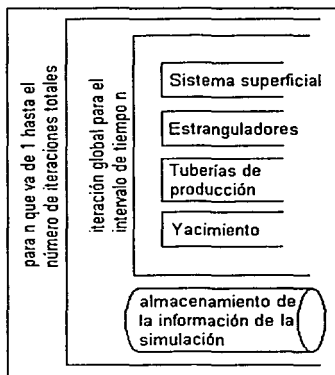 para n que va de 1 hasta el
número de iteraciones totales
iteración global para el
intervalo de tiempo n
Sistema superficial
Estranguladores
Tuberías de
producción
Yacimiento
almacenamiento de
la información de la
simulación